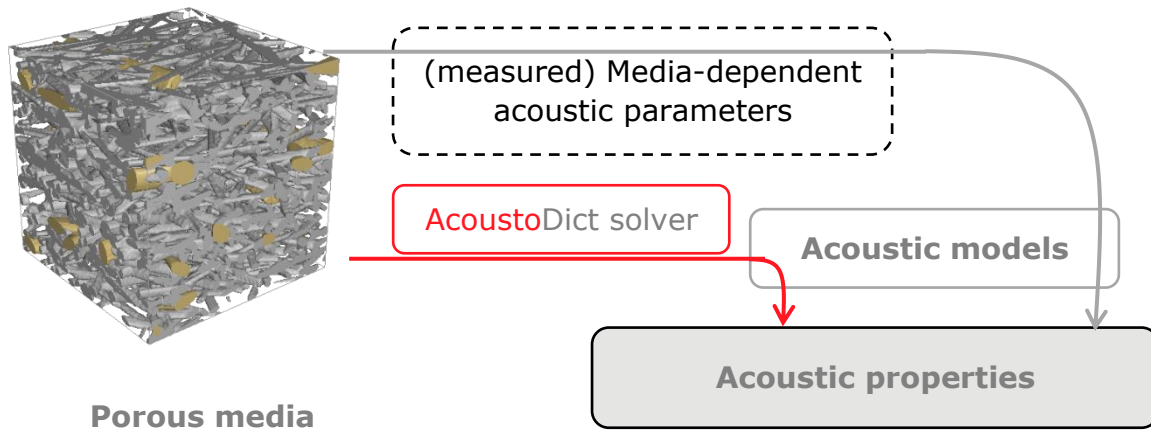 (measured) Media-dependent
acoustic parameters
AcoustoDict solver
Acoustic models
Acoustic properties
Porous media